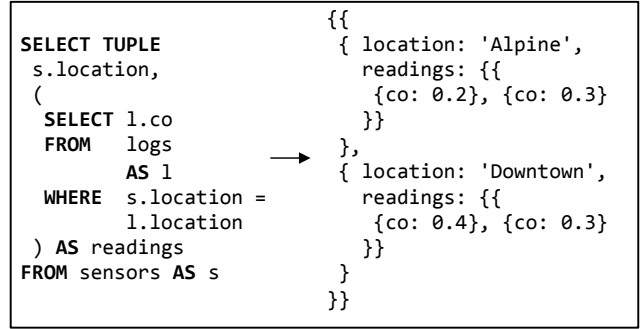 SELECT TUPLE
s.location,
(
SELECT l.co
FROM logs
AS l
WHERE s.location =
l.location
) AS readings
FROM sensors AS s
{{
{ location: 'Alpine',
readings: {{
{co: 0.2}, {co: 0.3}
}}
},
{ location: 'Downtown',
readings: {{
{co: 0.4}, {co: 0.3}
}}
}
}}